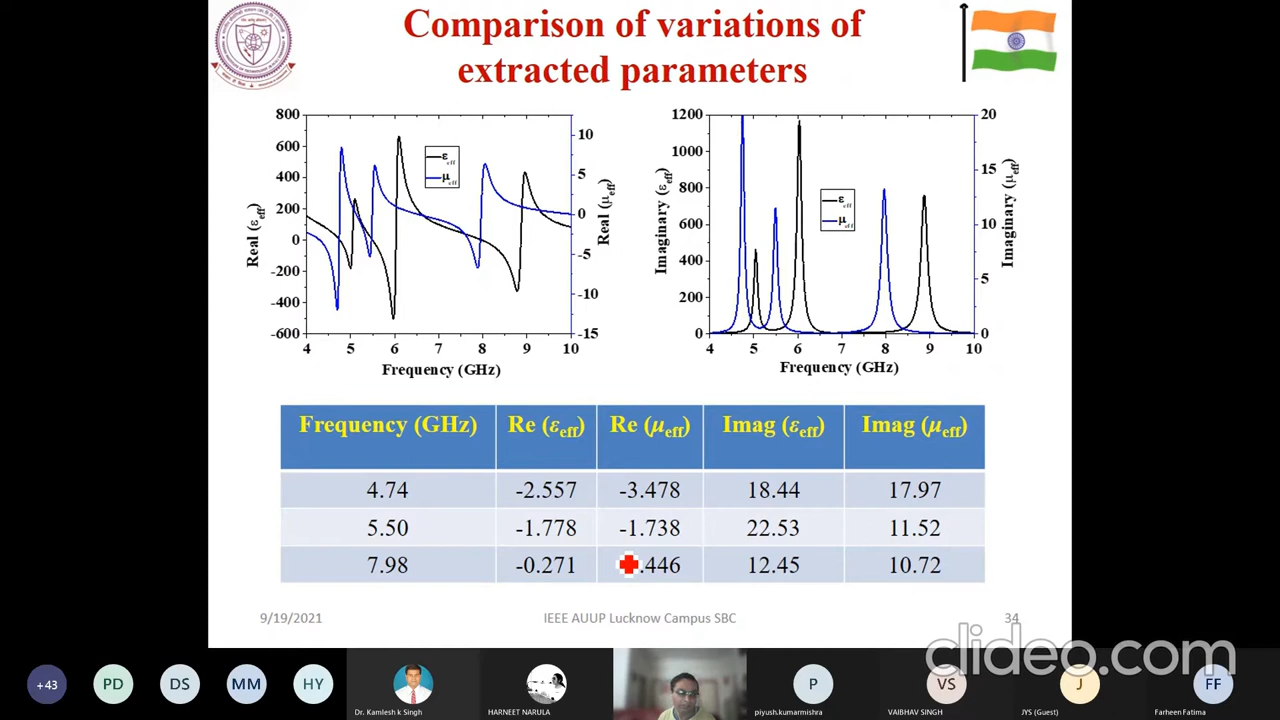 Comparison of variations of
extracted parameters
800
600
400
200
0
-200
-400
-600
10
5
0
-5
-10
-15
4 5 6 7 8 9 10
Frequency (GHz)
Real (εeff)
Real (μeff)
εeff
μeff
1200
1000
800
600
400
200
0
20
15
10
5
0
4 5 6 7 8 9 10
Frequency (GHz)
Imaginary (εeff)
Imaginary (μeff)
εeff
μeff
Frequency (GHz) Re (εeff) Re (μeff) Imag (εeff) Imag (μeff)
4.74 -2.557 -3.478 18.44 17.97
5.50 -1.778 -1.738 22.53 11.52
7.98 -0.271 .446 12.45 10.72
9/19/2021 IEEE AUUP Lucknow Campus SBC 34
clideo.com
+43 PD DS MM HY P VS J FF
Dr. Kamlesh k Singh HARNEET NARULA piyush.kumarmishra VAIBHAV SINGH JYS (Guest) Farheen Fatima